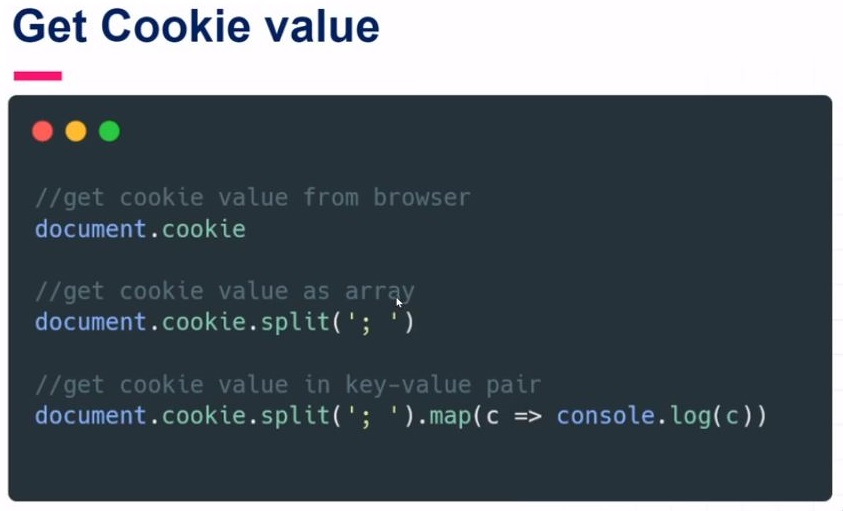 Get Cookie value
//get cookie value from browser
document.cookie
//get cookie value as array
document.cookie.split('; ')
//get cookie value in key-value pair
document.cookie.split('; ').map(c => console.log(c))